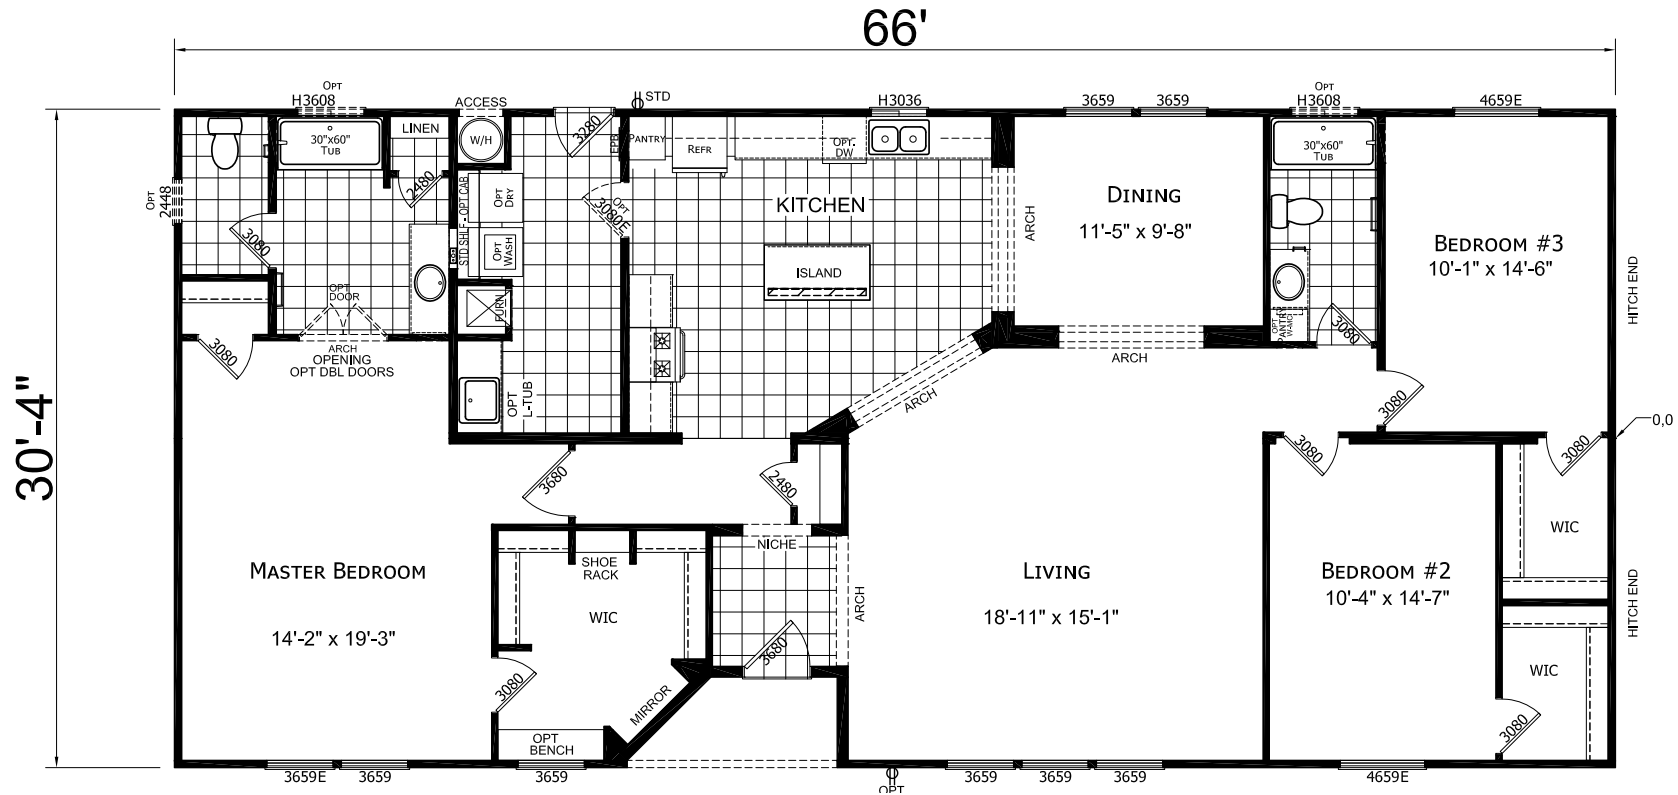 66'
30'-4"
OPT
H3608
ACCESS
STD
H3036
3659
3659
OPT
H3608
4659E
3280
LINEN
W/H
30"x60"
TUB
EPB
PANTRY
REFR
OPT.
DW
30"x60"
TUB
OPT
2448
2480
STD SHLF - OPT CAB
OPT
DRY
OPT
3080E
KITCHEN
ARCH
DINING
11'-5" x 9'-8"
3080
OPT
WASH
ISLAND
BEDROOM #3
10'-1" x 14'-6"
HITCH END
OPT
DOOR
FURN
OPT
PANTRY
3080
3080
ARCH
OPENING
OPT DBL DOORS
ARCH
ARCH
OPT
L-TUB
3080
0,0
3680
2480
3080
3080
WIC
NICHE
SHOE
RACK
MASTER BEDROOM
14'-2" x 19'-3"
WIC
ARCH
LIVING
18'-11" x 15'-1"
BEDROOM #2
10'-4" x 14'-7"
HITCH END
3680
3080
MIRROR
WIC
3080
OPT
BENCH
3659E
3659
3659
OPT
3659
3659
3659
4659E